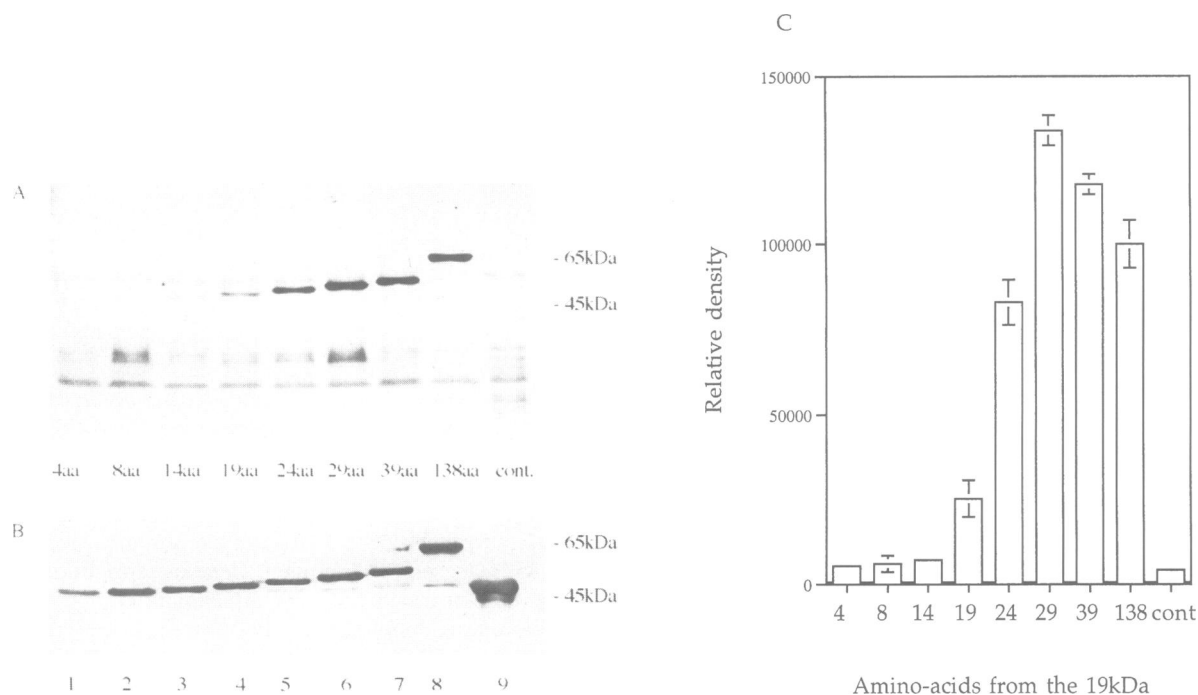 A
- 65kDa
- 45kDa
4aa 8aa 14aa 19aa 24aa 29aa 39aa 138aa cont.
B
- 65kDa
- 45kDa
1 2 3 4 5 6 7 8 9
C
150000
100000
50000
0
Relative density
4 8 14 19 24 29 39 138 cont
Amino-acids from the 19kDa